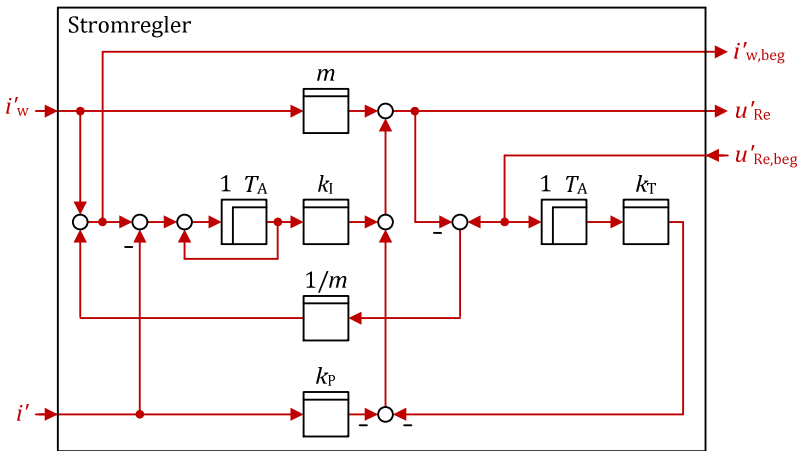 Stromregler
i′w,beg
m
i′w
u′Re
u′Re,beg
1 TA
kI
1 TA
kT
-
-
1/m
kP
i′
-
-